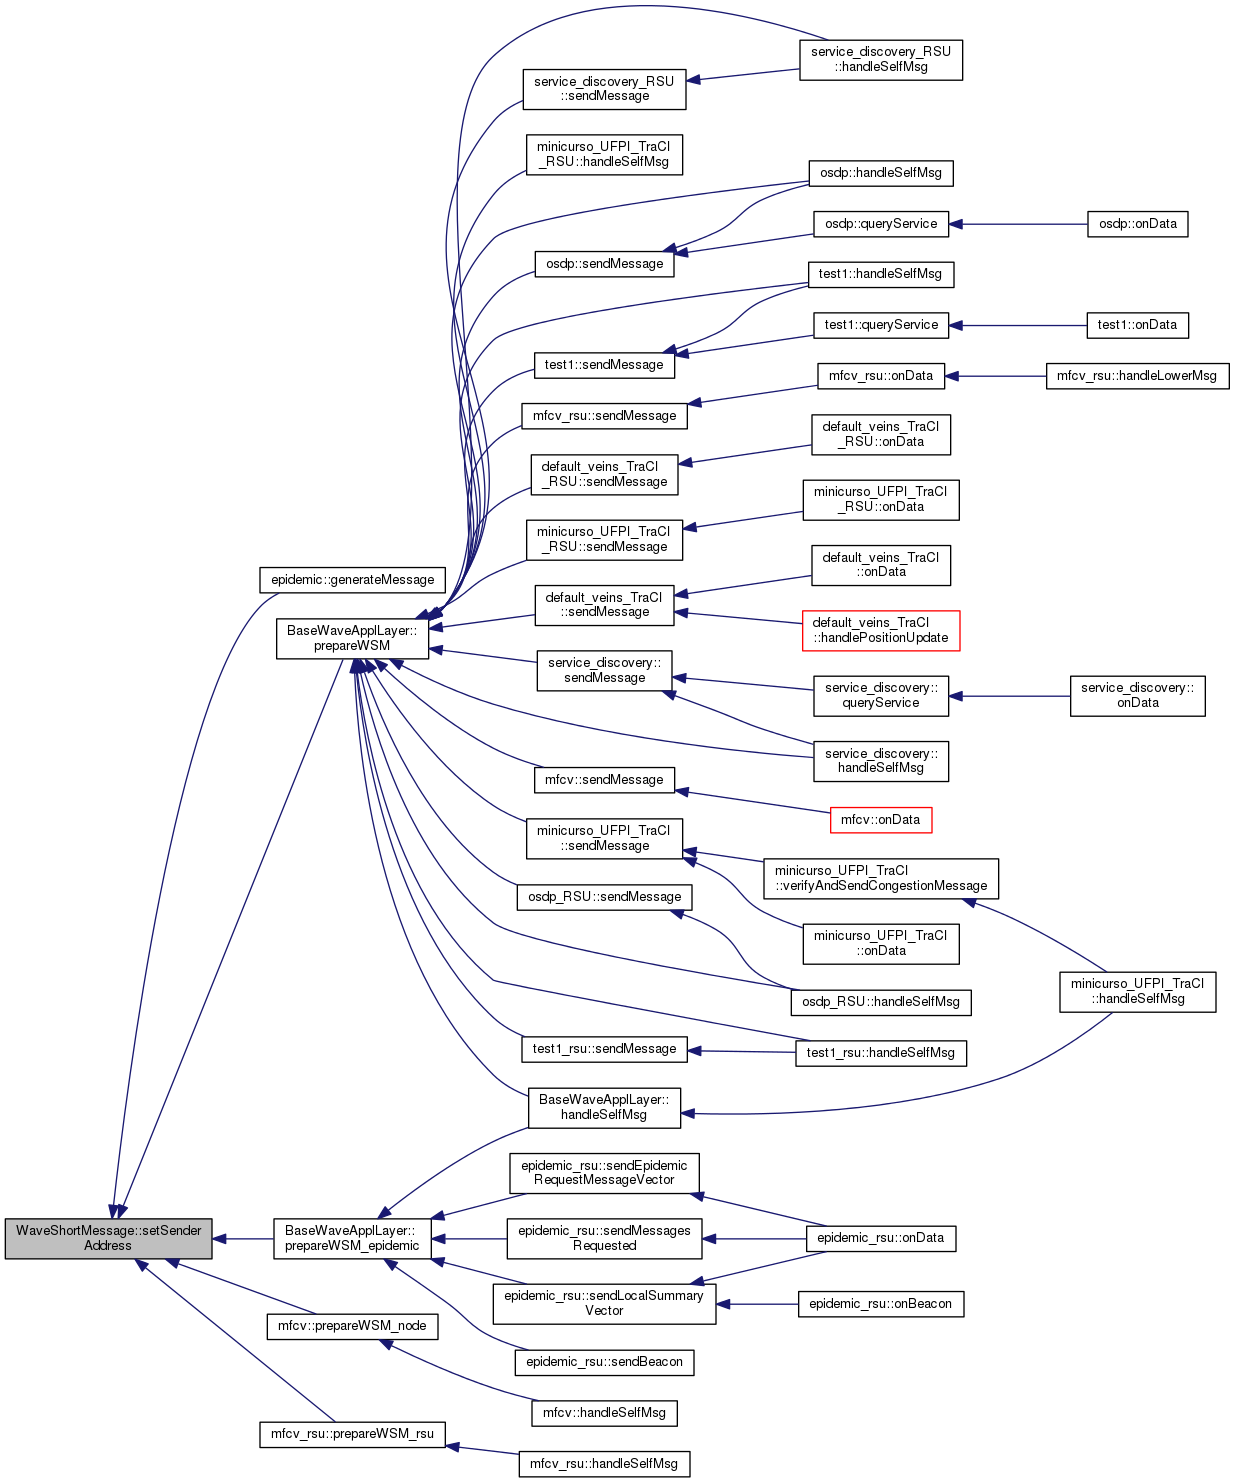 service_discovery_RSU
::handleSelfMsg
service_discovery_RSU
::sendMessage
minicurso_UFPI_TraCI
_RSU::handleSelfMsg
osdp::handleSelfMsg
osdp::queryService
osdp::onData
osdp::sendMessage
test1::handleSelfMsg
test1::queryService
test1::onData
test1::sendMessage
mfcv_rsu::onData
mfcv_rsu::handleLowerMsg
mfcv_rsu::sendMessage
default_veins_TraCI
_RSU::onData
default_veins_TraCI
_RSU::sendMessage
minicurso_UFPI_TraCI
_RSU::onData
minicurso_UFPI_TraCI
_RSU::sendMessage
default_veins_TraCI
::onData
epidemic::generateMessage
default_veins_TraCI
::sendMessage
default_veins_TraCI
::handlePositionUpdate
BaseWaveApplLayer::
prepareWSM
service_discovery::
sendMessage
service_discovery::
queryService
service_discovery::
onData
service_discovery::
handleSelfMsg
mfcv::sendMessage
mfcv::onData
minicurso_UFPI_TraCI
::sendMessage
minicurso_UFPI_TraCI
::verifyAndSendCongestionMessage
osdp_RSU::sendMessage
minicurso_UFPI_TraCI
::onData
minicurso_UFPI_TraCI
::handleSelfMsg
osdp_RSU::handleSelfMsg
test1_rsu::sendMessage
test1_rsu::handleSelfMsg
BaseWaveApplLayer::
handleSelfMsg
epidemic_rsu::sendEpidemic
RequestMessageVector
WaveShortMessage::setSender
Address
BaseWaveApplLayer::
prepareWSM_epidemic
epidemic_rsu::sendMessages
Requested
epidemic_rsu::onData
epidemic_rsu::sendLocalSummary
Vector
epidemic_rsu::onBeacon
mfcv::prepareWSM_node
epidemic_rsu::sendBeacon
mfcv::handleSelfMsg
mfcv_rsu::prepareWSM_rsu
mfcv_rsu::handleSelfMsg